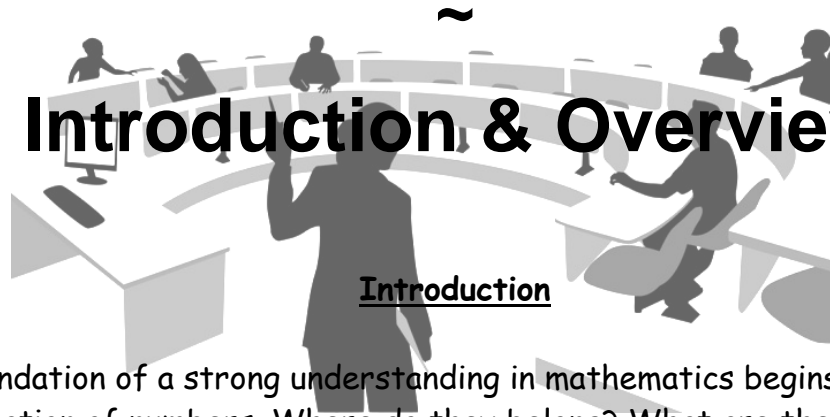 ~
Introduction & Overvie
Introduction
ndation of a strong understanding in mathematics begins